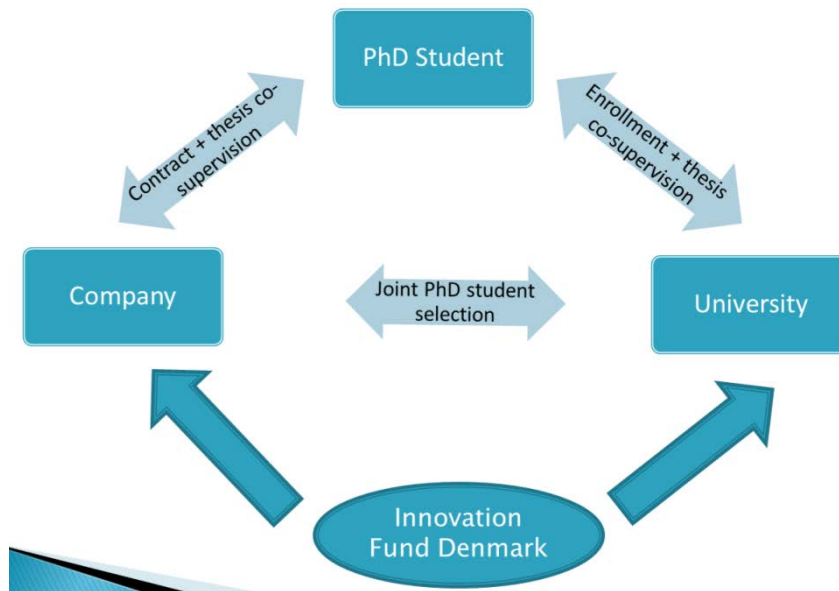 PhD Student
Contract + thesis co-
supervision
Enrollment + thesis
co-supervision
Company
Joint PhD student
selection
University
Innovation
Fund Denmark